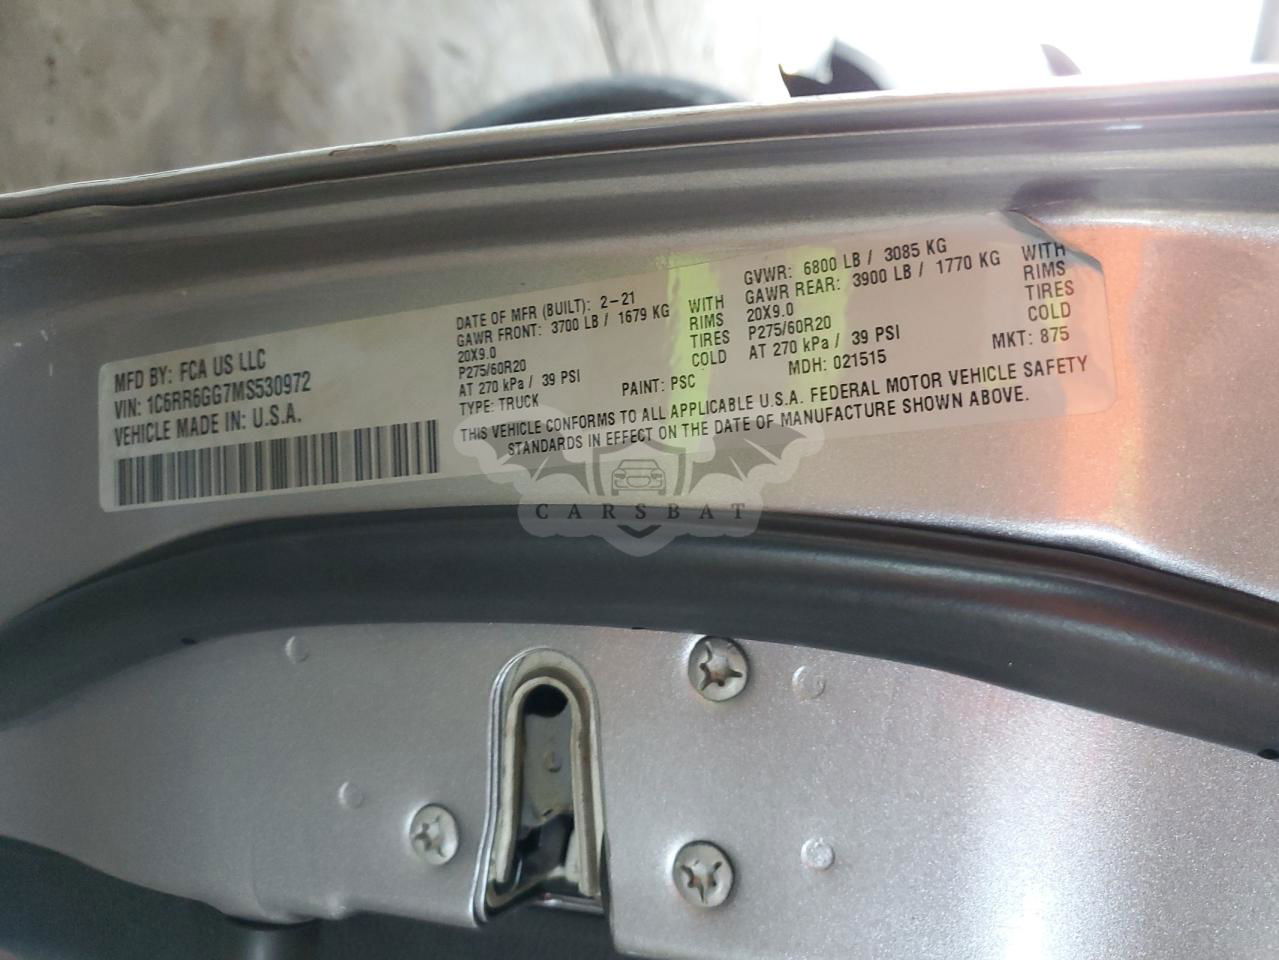 MFD BY: FCA US LLC
VIN: 1C6RR6GG7MS530972
VEHICLE MADE IN: U.S.A.
DATE OF MFR (BUILT): 2-21
GAWR FRONT: 3700 LB / 1679 KG WITH
20X9.0 RIMS
P275/60R20 TIRES
AT 270 kPa / 39 PSI COLD
TYPE: TRUCK PAINT: PSC
GVWR: 6800 LB / 3085 KG
GAWR REAR: 3900 LB / 1770 KG WITH
20X9.0 RIMS
P275/60R20 TIRES
AT 270 kPa / 39 PSI COLD
MDH: 021515 MKT: 875
THIS VEHICLE CONFORMS TO ALL APPLICABLE U.S.A. FEDERAL MOTOR VEHICLE SAFETY
STANDARDS IN EFFECT ON THE DATE OF MANUFACTURE SHOWN ABOVE.
CARSBAT